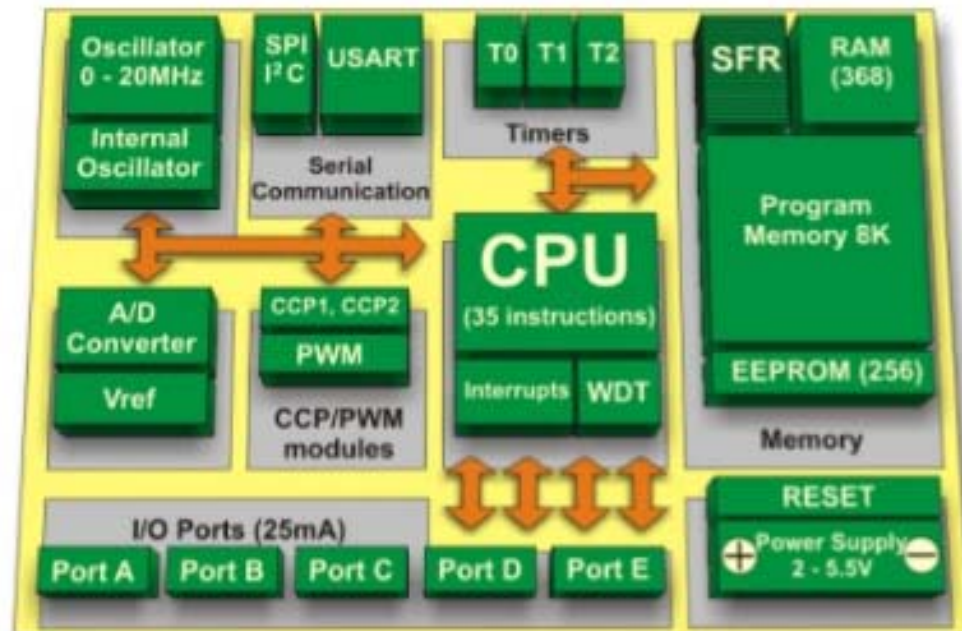 Oscillator
0 - 20MHz
Internal
Oscillator
SPI
I²C
USART
Serial
Communication
T0
T1
T2
Timers
SFR
RAM
(368)
Program
Memory 8K
EEPROM (256)
Memory
A/D
Converter
Vref
CCP1, CCP2
PWM
CCP/PWM
modules
CPU
(35 instructions)
Interrupts
WDT
I/O Ports (25mA)
Port A
Port B
Port C
Port D
Port E
RESET
+
Power Supply
2 - 5.5V
−